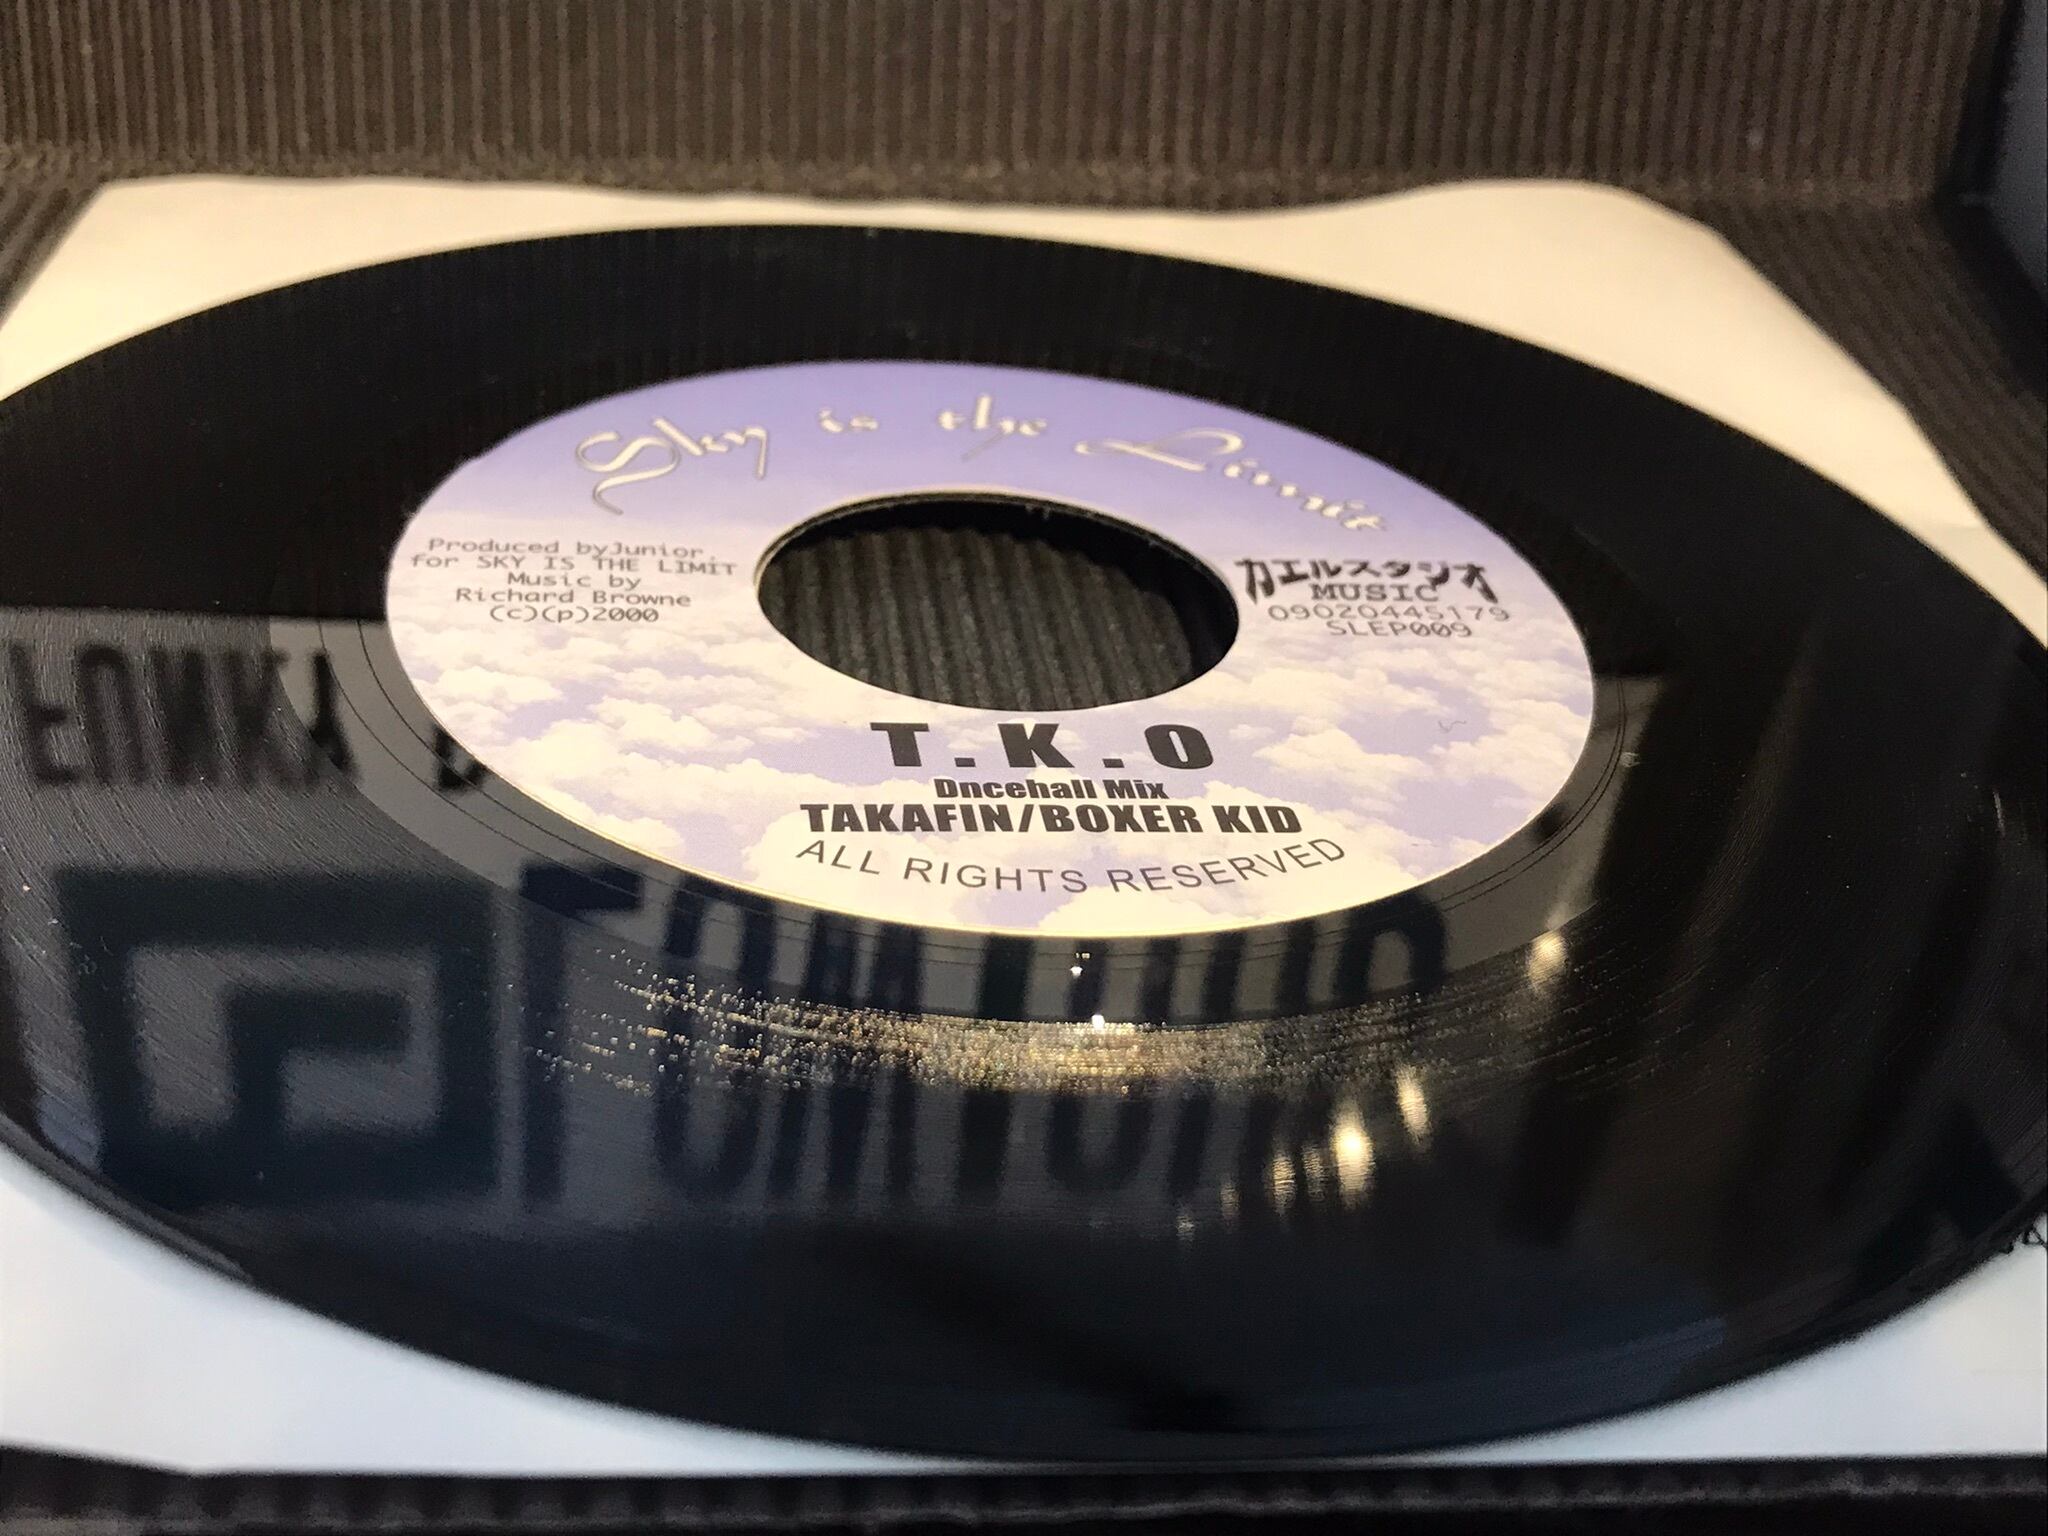 Sky is the Limit
Produced byJunior.
for SKY IS THE LIMIT
Music by
Richard Browne
(c)(p)2000
カエルスタジオ
MUSIC
09020445179
SLEP009
T.K.O
Dncehall Mix
TAKAFIN/BOXER KID
ALL RIGHTS RESERVED
FUNKY